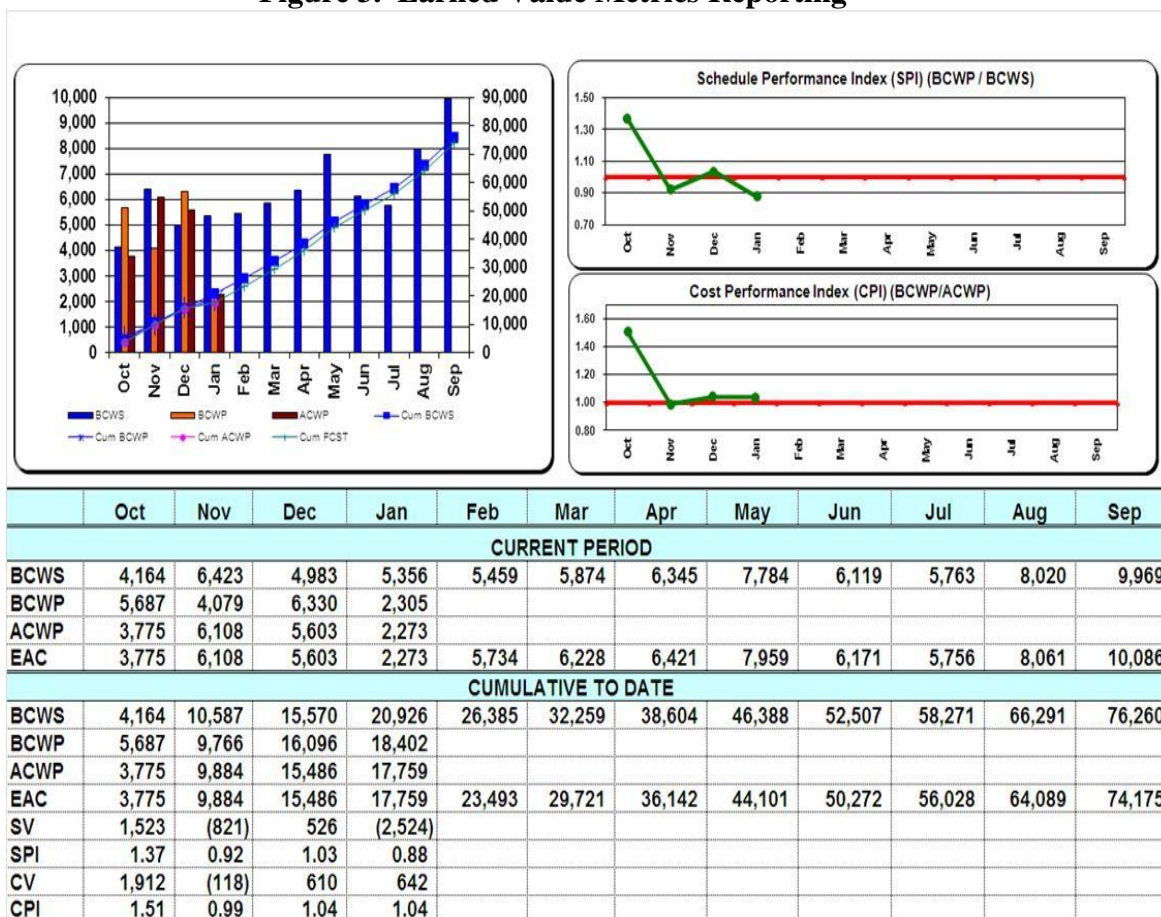 Figure 3. Earned Value Metrics Reporting
10,000
9,000
8,000
7,000
6,000
5,000
4,000
3,000
2,000
1,000
0
90,000
80,000
70,000
60,000
50,000
40,000
30,000
20,000
10,000
0
Oct Nov Dec Jan Feb Mar Apr May Jun Jul Aug Sep
BCWS BCWP ACWP Cum BCWS
Cum BCWP Cum ACWP Cum FCST
Schedule Performance Index (SPI) (BCWP / BCWS)
1.50
1.30
1.10
0.90
0.70
Oct Nov Dec Jan Feb Mar Apr May Jun Jul Aug Sep
Cost Performance Index (CPI) (BCWP/ACWP)
1.60
1.40
1.20
1.00
0.80
Oct Nov Dec Jan Feb Mar Apr May Jun Jul Aug Sep
Oct Nov Dec Jan Feb Mar Apr May Jun Jul Aug Sep
CURRENT PERIOD
BCWS 4,164 6,423 4,983 5,356 5,459 5,874 6,345 7,784 6,119 5,763 8,020 9,969
BCWP 5,687 4,079 6,330 2,305
ACWP 3,775 6,108 5,603 2,273
EAC 3,775 6,108 5,603 2,273 5,734 6,228 6,421 7,959 6,171 5,756 8,061 10,086
CUMULATIVE TO DATE
BCWS 4,164 10,587 15,570 20,926 26,385 32,259 38,604 46,388 52,507 58,271 66,291 76,260
BCWP 5,687 9,766 16,096 18,402
ACWP 3,775 9,884 15,486 17,759
EAC 3,775 9,884 15,486 17,759 23,493 29,721 36,142 44,101 50,272 56,028 64,089 74,175
SV 1,523 (821) 526 (2,524)
SPI 1.37 0.92 1.03 0.88
CV 1,912 (118) 610 642
CPI 1.51 0.99 1.04 1.04